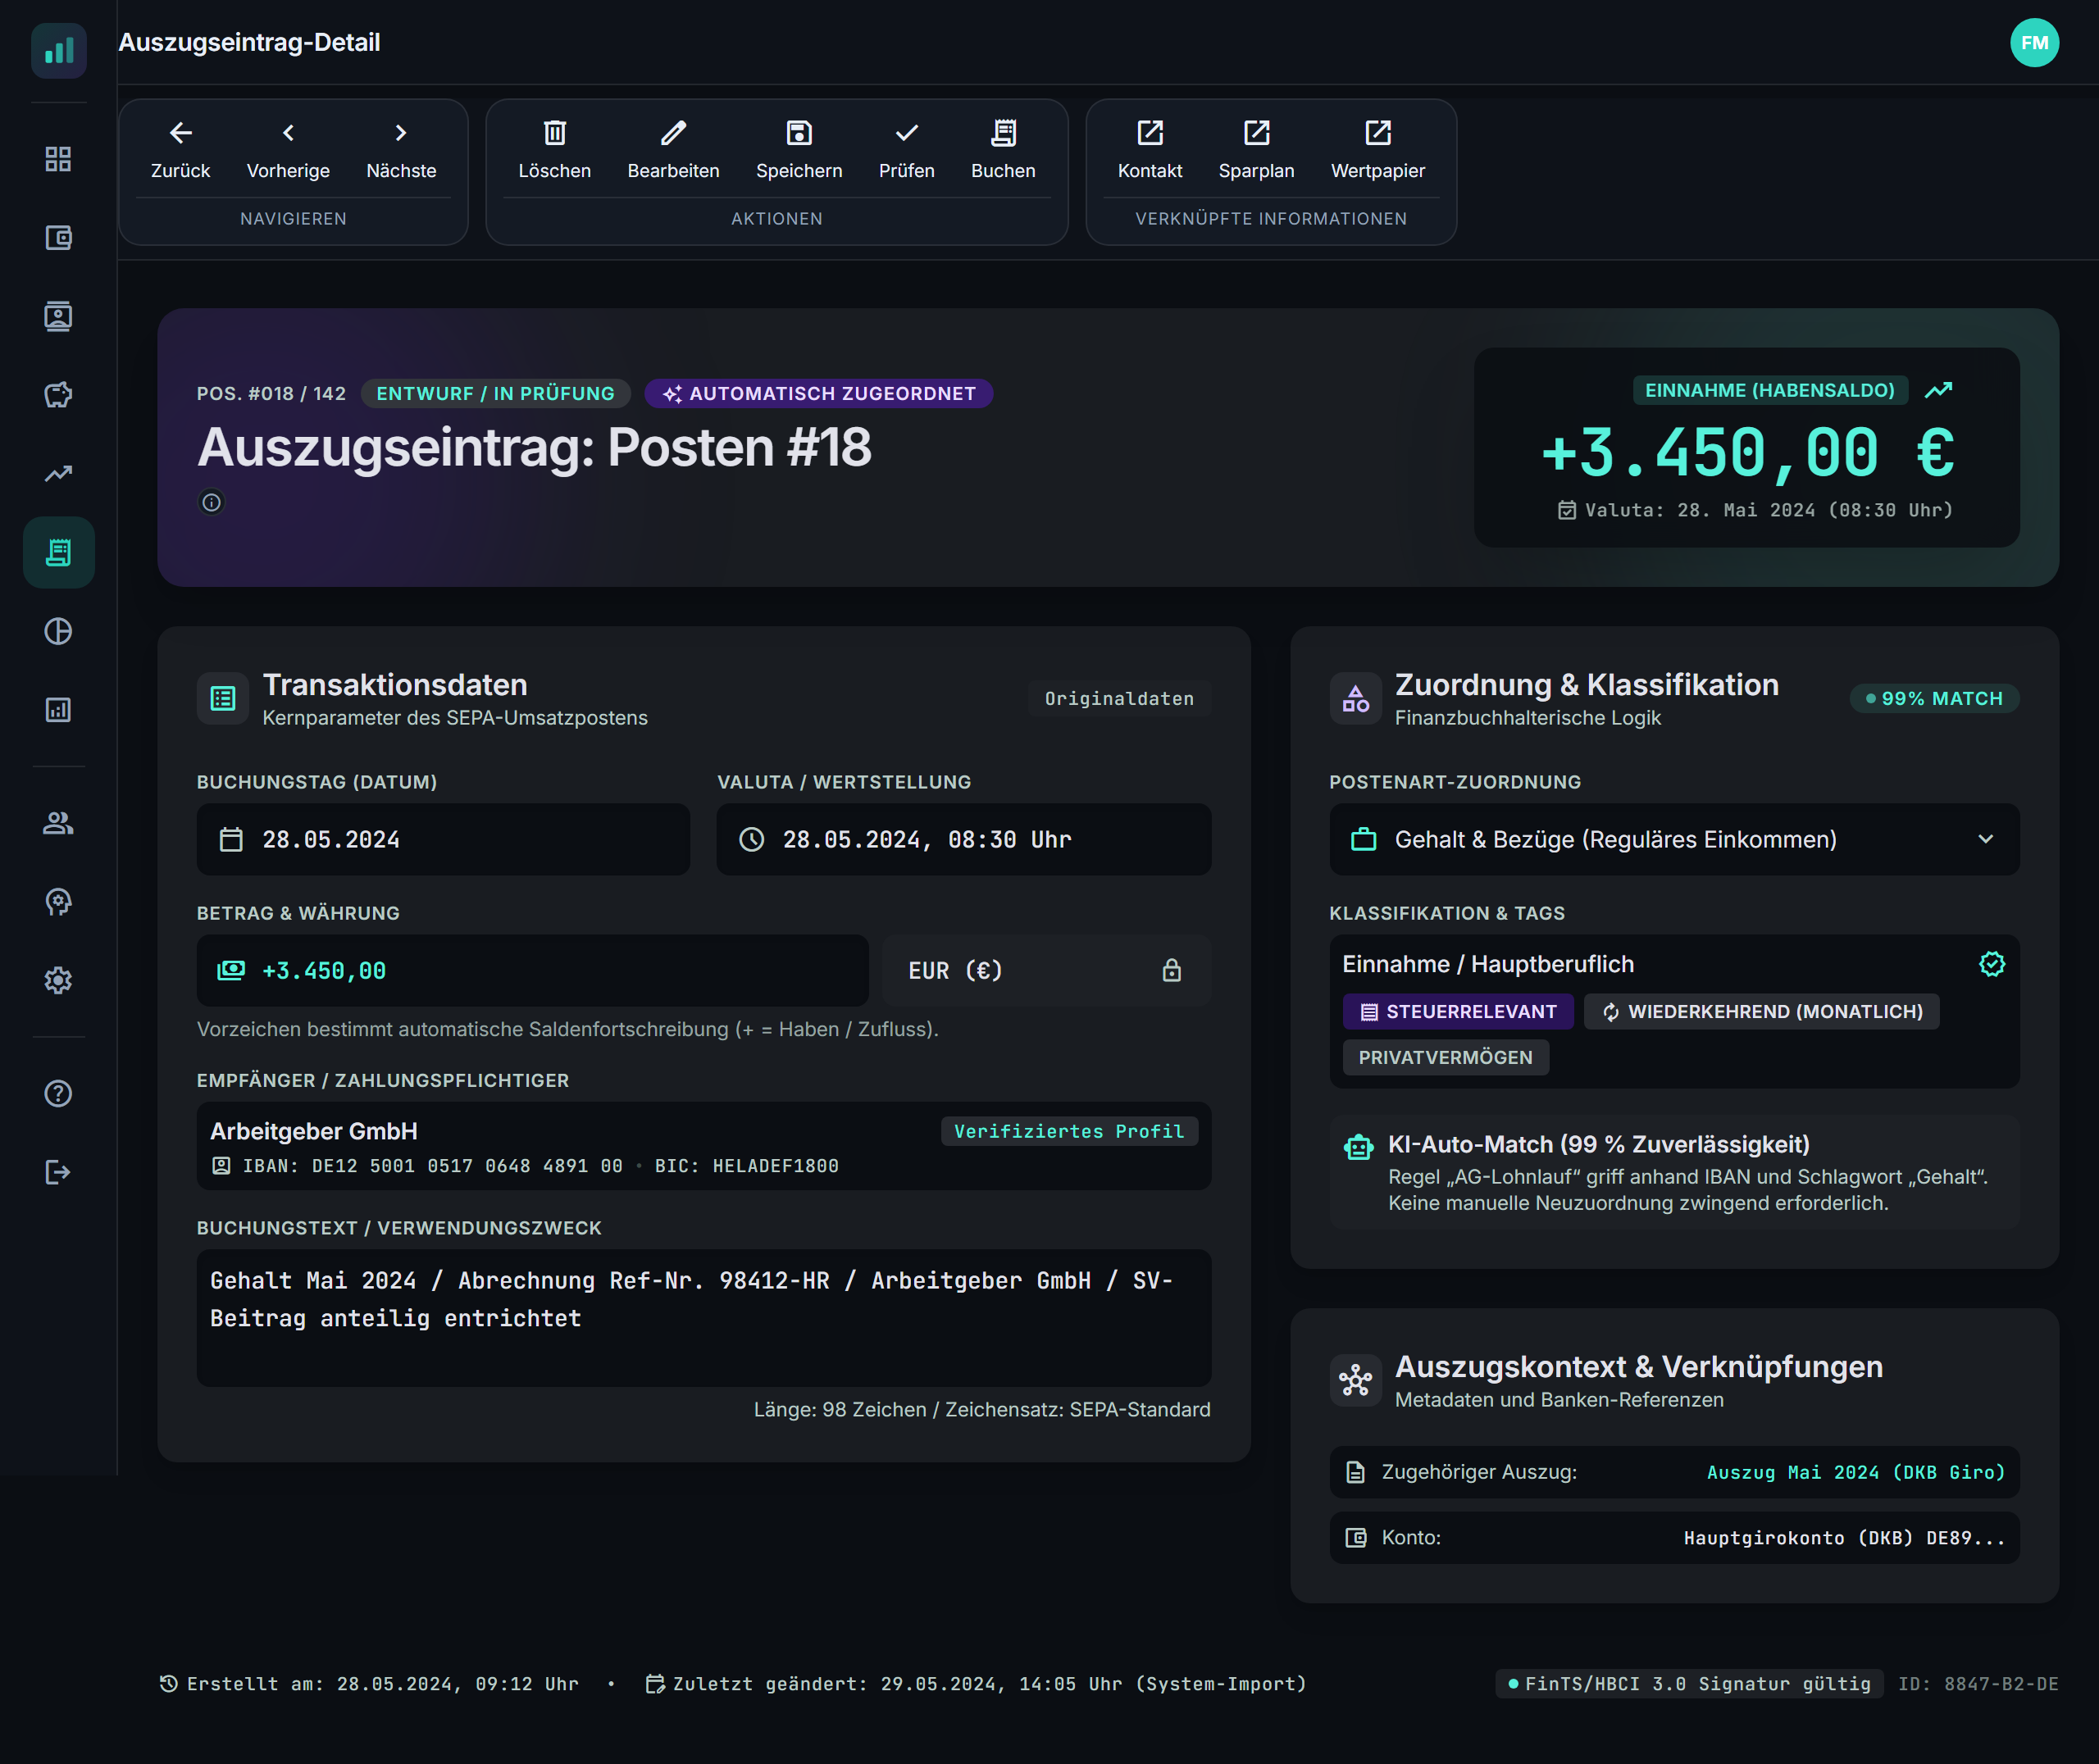 Auszugseintrag-Detail
FM
Zurück
Vorherige
Nächste
NAVIGIEREN
Löschen
Bearbeiten
Speichern
Prüfen
Buchen
AKTIONEN
Kontakt
Sparplan
Wertpapier
VERKNÜPFTE INFORMATIONEN
POS. #018 / 142
ENTWURF / IN PRÜFUNG
AUTOMATISCH ZUGEORDNET
Auszugseintrag: Posten #18
EINNAHME (HABENSALDO)
+3.450,00 €
Valuta: 28. Mai 2024 (08:30 Uhr)
Transaktionsdaten
Kernparameter des SEPA-Umsatzpostens
Originaldaten
BUCHUNGSTAG (DATUM)
28.05.2024
VALUTA / WERTSTELLUNG
28.05.2024, 08:30 Uhr
BETRAG & WÄHRUNG
+3.450,00
EUR (€)
Vorzeichen bestimmt automatische Saldenfortschreibung (+ = Haben / Zufluss).
EMPFÄNGER / ZAHLUNGSPFLICHTIGER
Arbeitgeber GmbH
Verifiziertes Profil
IBAN: DE12 5001 0517 0648 4891 00 • BIC: HELADEF1800
BUCHUNGSTEXT / VERWENDUNGSZWECK
Gehalt Mai 2024 / Abrechnung Ref-Nr. 98412-HR / Arbeitgeber GmbH / SV-
Beitrag anteilig entrichtet
Länge: 98 Zeichen / Zeichensatz: SEPA-Standard
Zuordnung & Klassifikation
Finanzbuchhalterische Logik
99% MATCH
POSTENART-ZUORDNUNG
Gehalt & Bezüge (Reguläres Einkommen)
KLASSIFIKATION & TAGS
Einnahme / Hauptberuflich
STEUERRELEVANT
WIEDERKEHREND (MONATLICH)
PRIVATVERMÖGEN
KI-Auto-Match (99 % Zuverlässigkeit)
Regel „AG-Lohnlauf“ griff anhand IBAN und Schlagwort „Gehalt“.
Keine manuelle Neuzuordnung zwingend erforderlich.
Auszugskontext & Verknüpfungen
Metadaten und Banken-Referenzen
Zugehöriger Auszug:
Auszug Mai 2024 (DKB Giro)
Konto:
Hauptgirokonto (DKB) DE89...
Erstellt am: 28.05.2024, 09:12 Uhr • Zuletzt geändert: 29.05.2024, 14:05 Uhr (System-Import)
FinTS/HBCI 3.0 Signatur gültig
ID: 8847-B2-DE